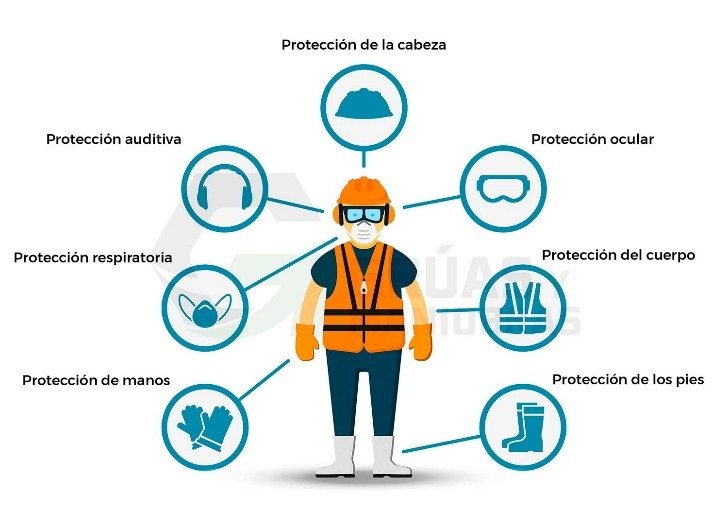 Protección de la cabeza
Protección auditiva
Protección ocular
Protección respiratoria
Protección del cuerpo
Protección de manos
Protección de los pies